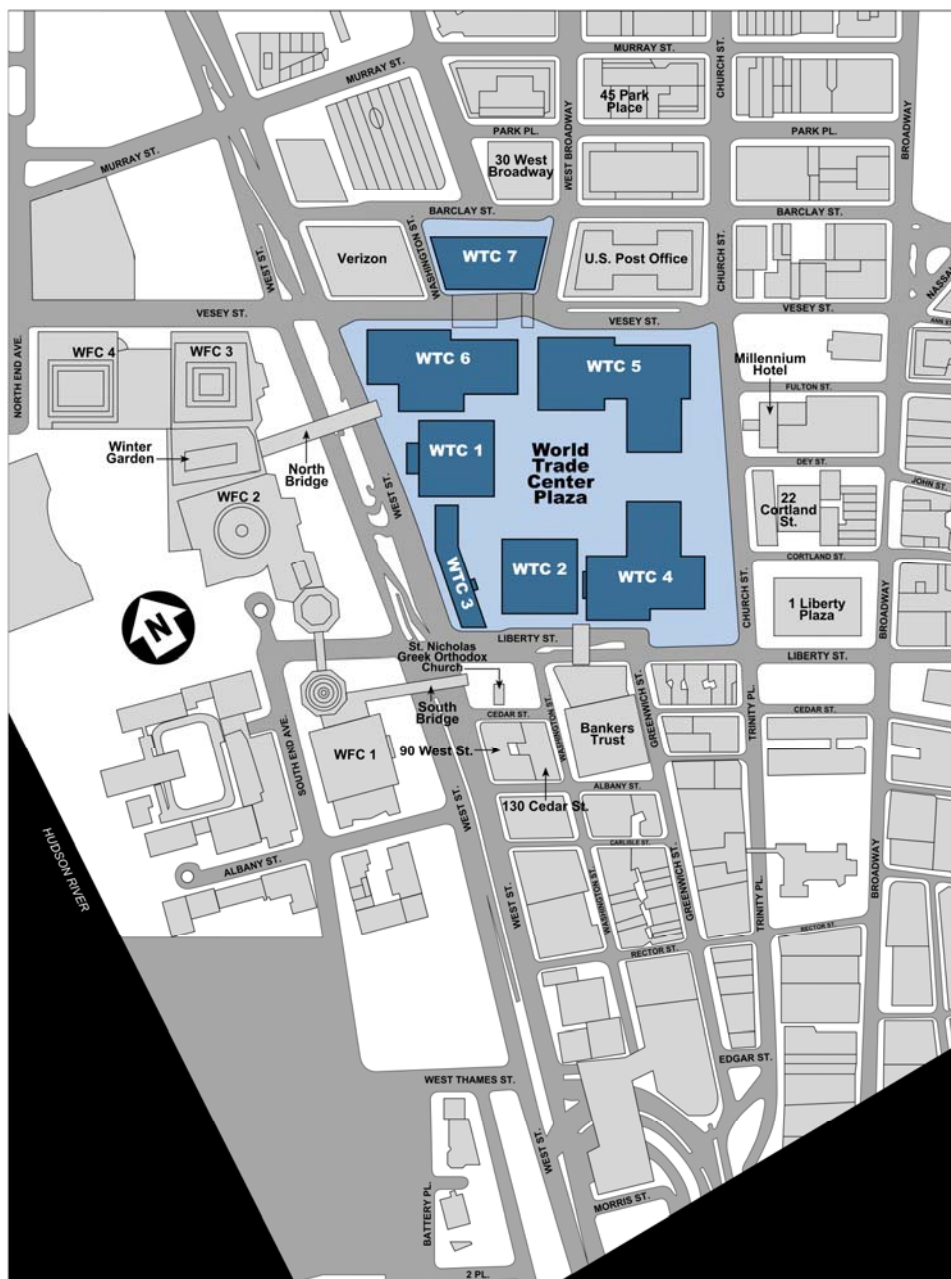 MURRAY ST.
MURRAY ST.
MURRAY ST.
CHURCH ST.
45 Park
Place
PARK PL.
PARK PL.
30 West
Broadway
WEST BROADWAY
BROADWAY
BARCLAY ST.
BARCLAY ST.
WEST ST.
Verizon
WASHINGTON ST.
WTC 7
U.S. Post Office
CHURCH ST.
NASSA
VESEY ST.
VESEY ST.
VESEY ST.
ANN ST.
NORTH END AVE.
WFC 4
WFC 3
WTC 6
WTC 5
Millennium
Hotel
FULTON ST.
Winter
Garden
North
Bridge
WTC 1
World
Trade
Center
Plaza
DEY ST.
JOHN ST.
WEST ST.
WFC 2
22
Cortland
St.
CORTLAND ST.
WTC 3
WTC 2
WTC 4
CHURCH ST.
1 Liberty
Plaza
BROADWAY
N
LIBERTY ST.
LIBERTY ST.
St. Nicholas
Greek Orthodox
Church
South
Bridge
CEDAR ST.
CEDAR ST.
WASHINGTON ST.
GREENWICH ST.
TRINITY PL.
Bankers
Trust
SOUTH END AVE.
WFC 1
90 West St.
130 Cedar St.
ALBANY ST.
WEST ST.
CARLISLE ST.
HUDSON RIVER
ALBANY ST.
WEST ST.
WASHINGTON ST.
GREENWICH ST.
TRINITY PL.
BROADWAY
RECTOR ST.
RECTOR ST.
EDGAR ST.
WEST THAMES ST.
WEST ST.
BATTERY PL.
MORRIS ST.
2 PL.